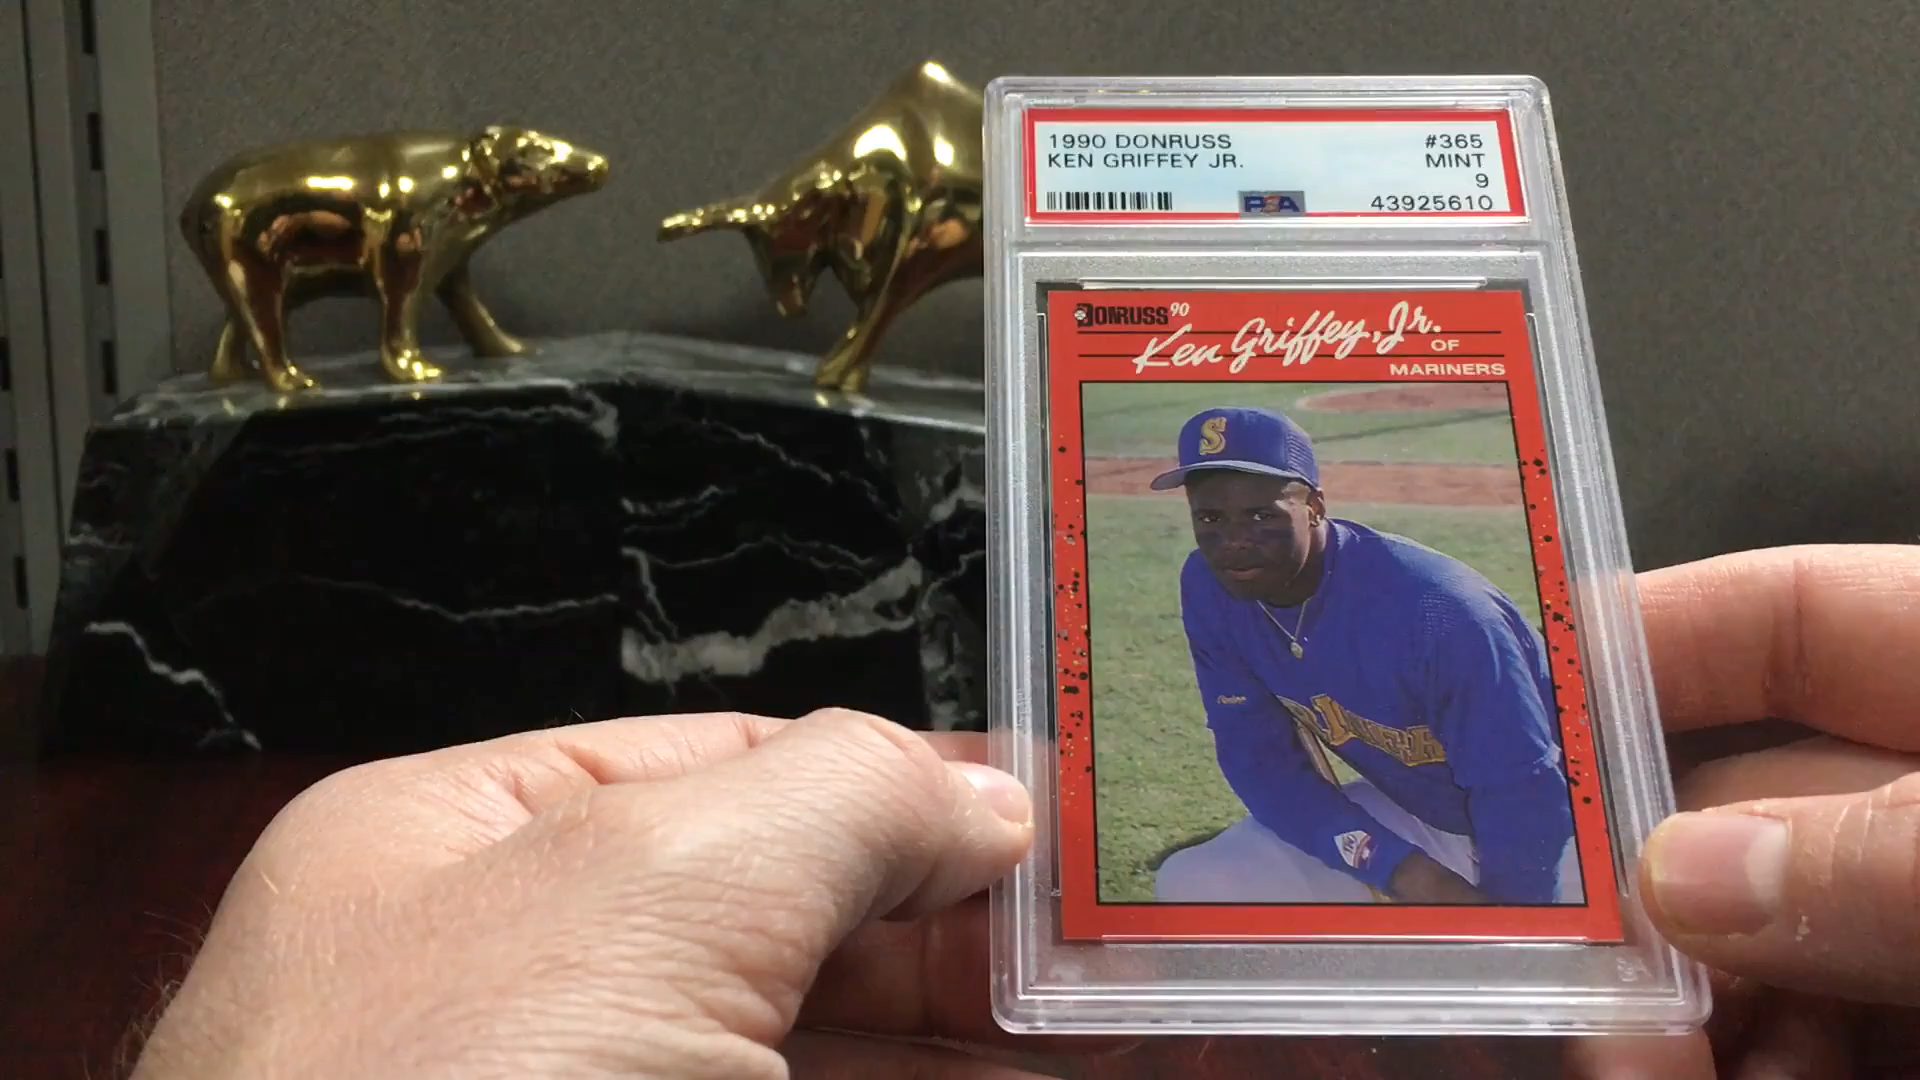 1990 DONRUSS #365
KEN GRIFFEY JR. MINT
9
PSA 43925610
DONRUSS 90
Ken Griffey, Jr.
OF
MARINERS
S